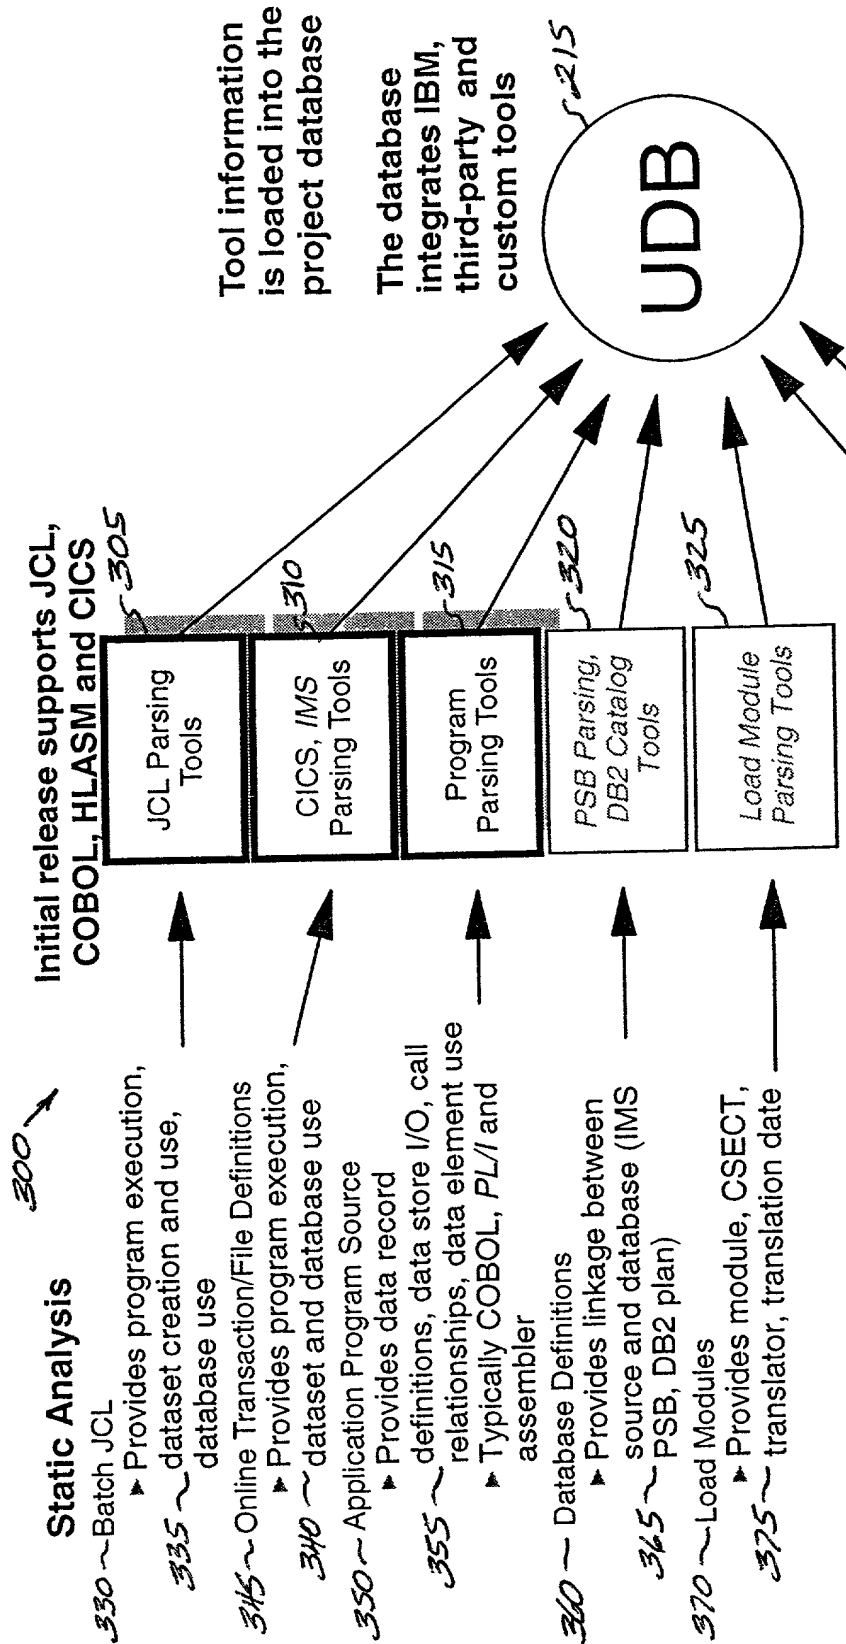 300
Static Analysis
330 Batch JCL
▶ Provides program execution,
335 dataset creation and use,
database use
345 Online Transaction/File Definitions
▶ Provides program execution,
340 dataset and database use
350 Application Program Source
▶ Provides data record
definitions, data store I/O, call
355 relationships, data element use
▶ Typically COBOL, PL/I and
assembler
360 Database Definitions
▶ Provides linkage between
source and database (IMS
365 PSB, DB2 plan)
370 Load Modules
▶ Provides module, CSECT,
375 translator, translation date
Initial release supports JCL,
COBOL, HLASM and CICS
305
JCL Parsing
Tools
310
CICS, IMS
Parsing Tools
315
Program
Parsing Tools
320
PSB Parsing,
DB2 Catalog
Tools
325
Load Module
Parsing Tools
Tool information
is loaded into the
project database
The database
integrates IBM,
third-party and
custom tools
215
UDB